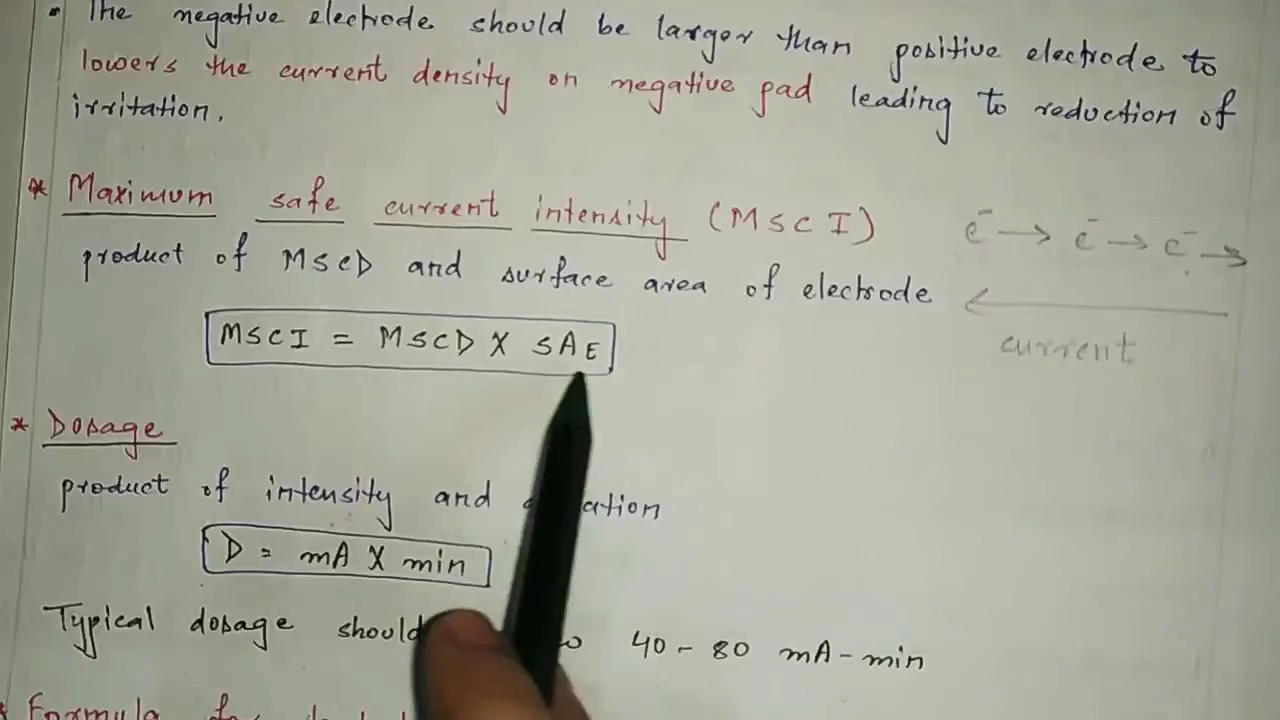 • The negative electrode should be larger than positive electrode to
lowers the current density on negative pad leading to reduction of
irritation.
* Maximum safe current intensity (MSCI)
e⁻ → e⁻ → e⁻ →
product of MSCD and surface area of electrode
current
MSCI = MSCD X SAE
* Dosage
product of intensity and
D = mA X min
Typical dosage should 40 - 80 mA-min
Formula